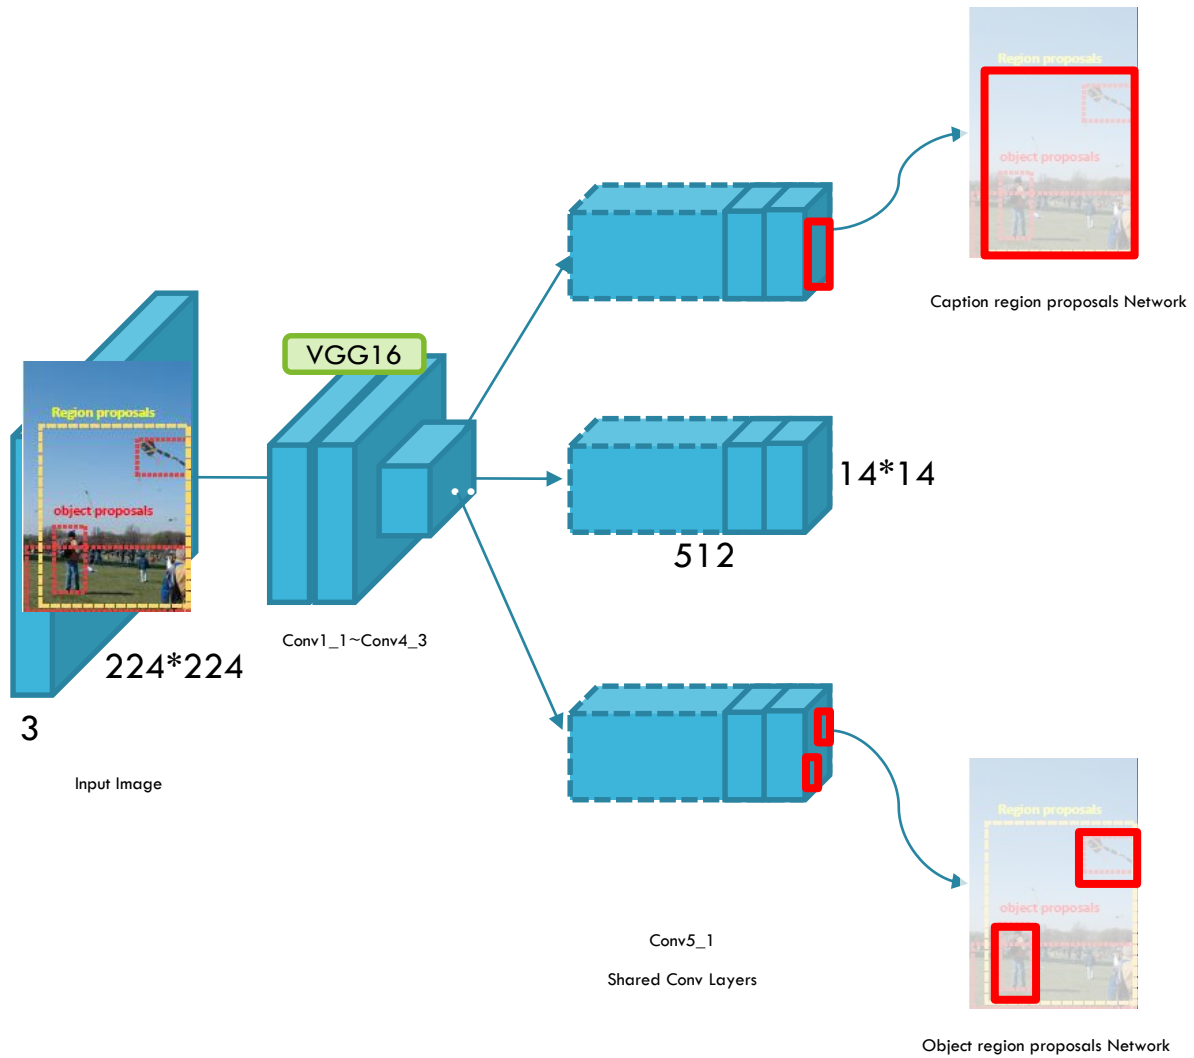 Region proposals
object proposals
Caption region proposals Network
VGG16
Region proposals
object proposals
14*14
512
Conv1_1~Conv4_3
224*224
3
Input Image
Region proposals
object proposals
Conv5_1
Shared Conv Layers
Object region proposals Network